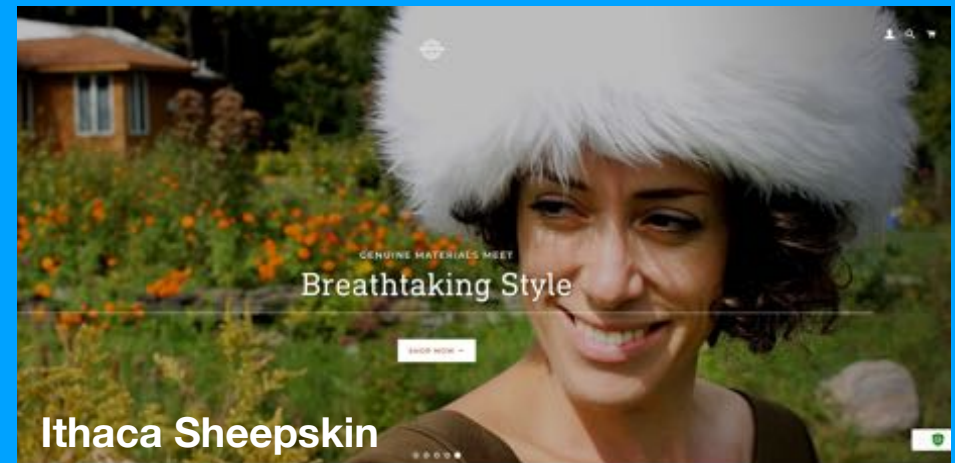 GENUINE MATERIALS MEET
Breathtaking Style
SHOP NOW
Ithaca Sheepskin